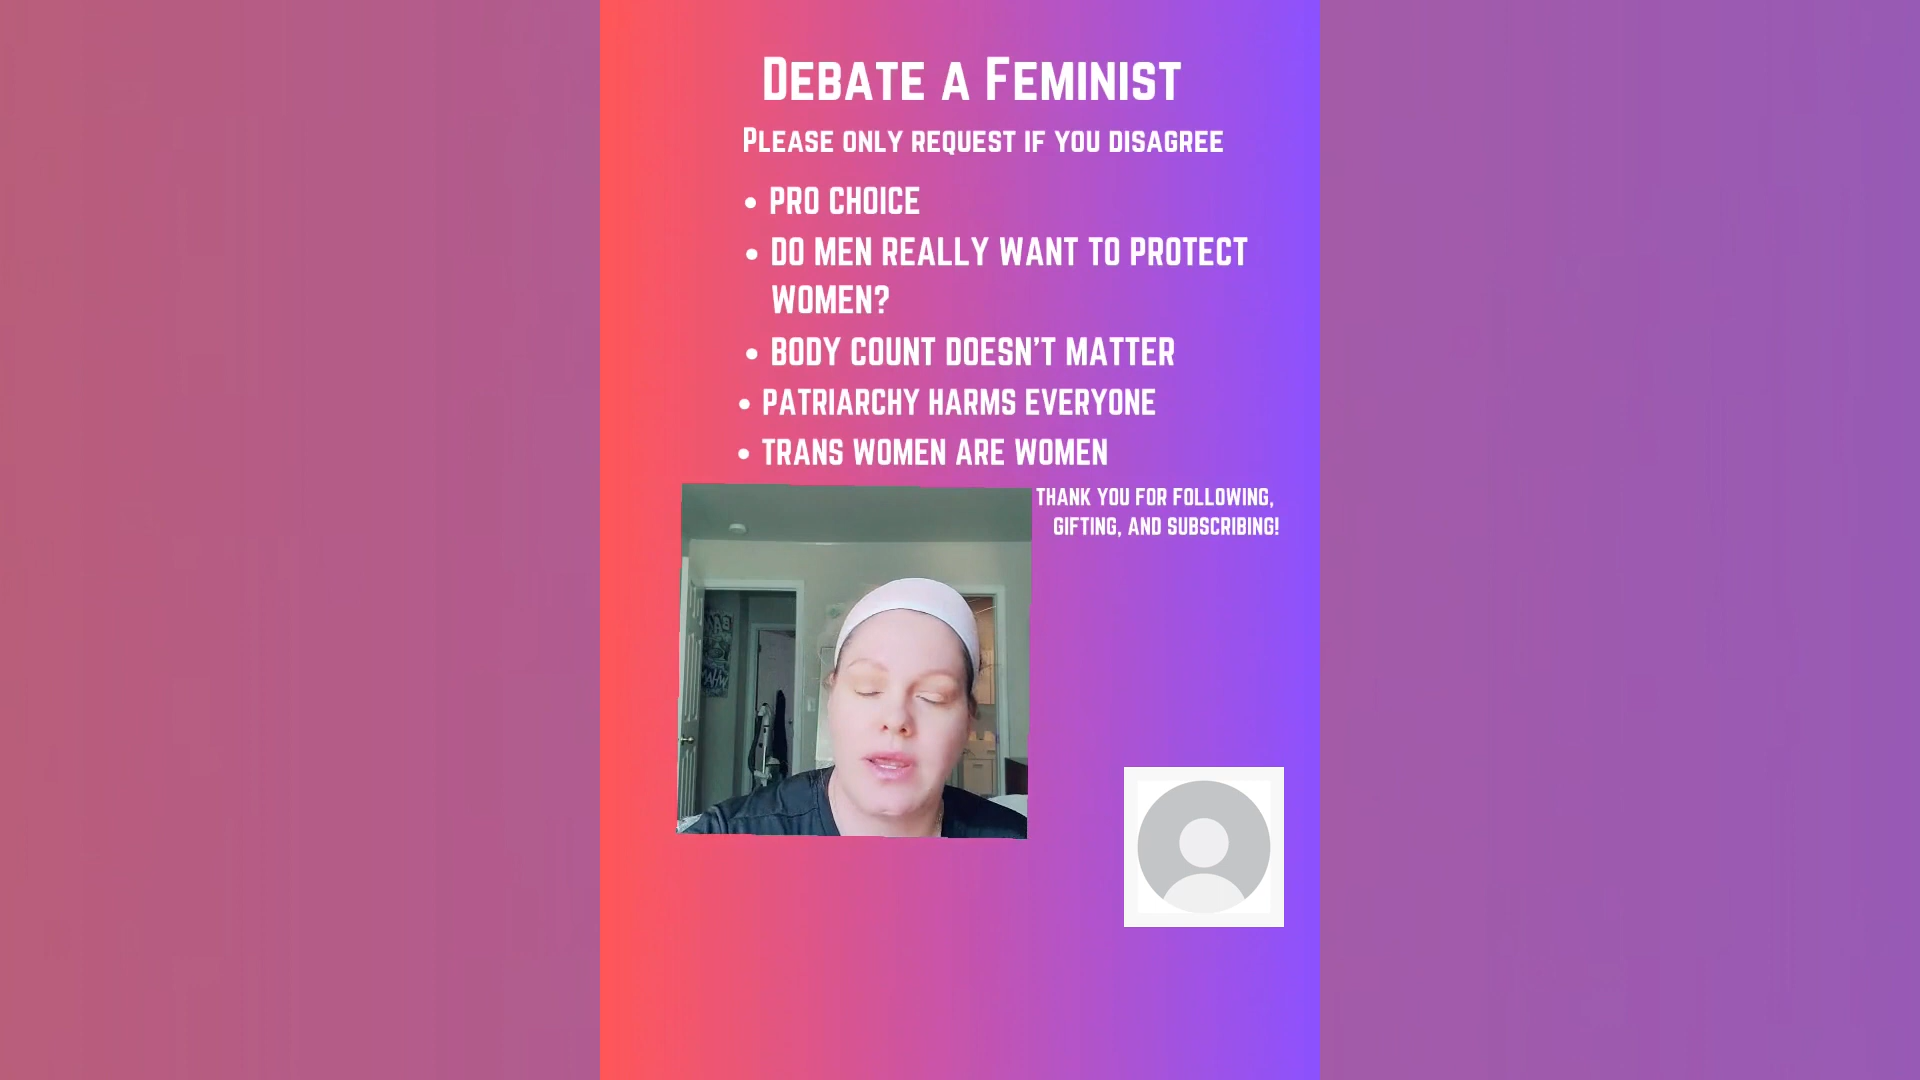 DEBATE A FEMINIST
PLEASE ONLY REQUEST IF YOU DISAGREE
• PRO CHOICE
• DO MEN REALLY WANT TO PROTECT
WOMEN?
• BODY COUNT DOESN'T MATTER
• PATRIARCHY HARMS EVERYONE
• TRANS WOMEN ARE WOMEN
THANK YOU FOR FOLLOWING,
GIFTING, AND SUBSCRIBING!